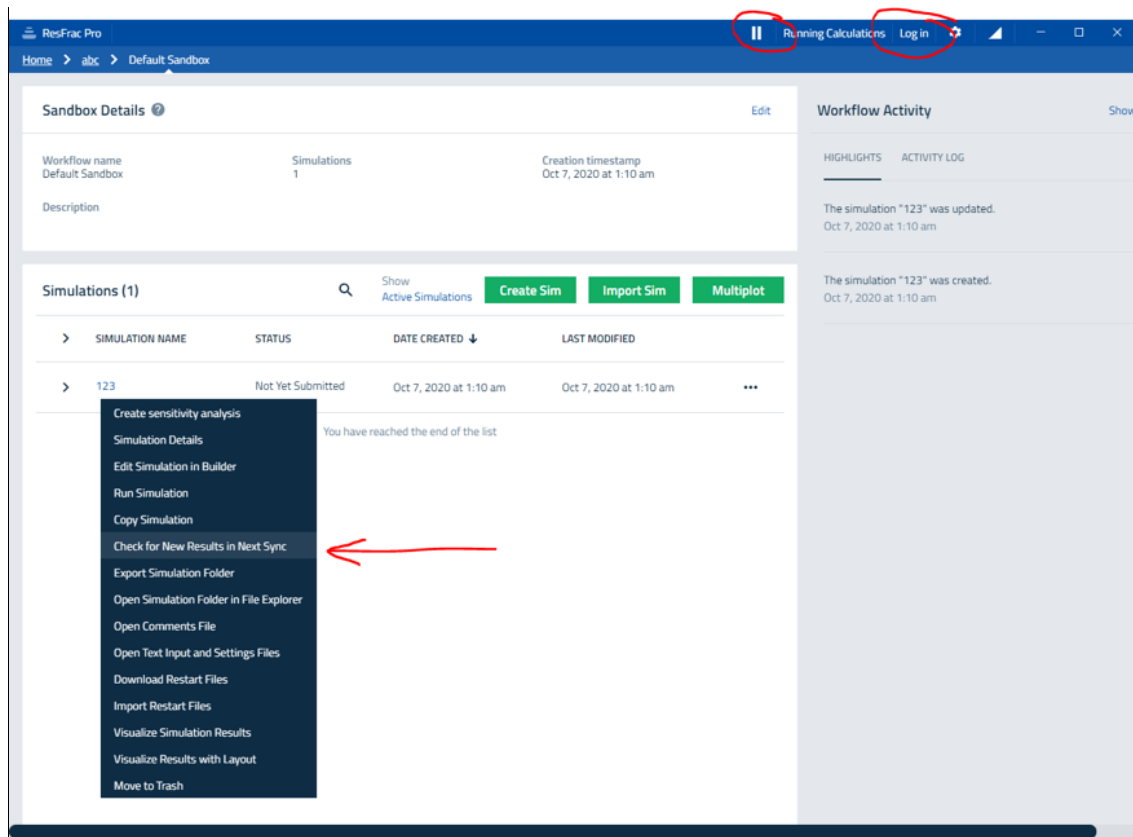 ResFrac Pro
Running Calculations Log in
Home > abc > Default Sandbox
Sandbox Details
Edit
Workflow name
Default Sandbox
Simulations
1
Creation timestamp
Oct 7, 2020 at 1:10 am
Description
Simulations (1)
Show
Active Simulations
Create Sim
Import Sim
Multiplot
SIMULATION NAME STATUS DATE CREATED LAST MODIFIED
123 Not Yet Submitted Oct 7, 2020 at 1:10 am Oct 7, 2020 at 1:10 am
You have reached the end of the list
Create sensitivity analysis
Simulation Details
Edit Simulation in Builder
Run Simulation
Copy Simulation
Check for New Results in Next Sync
Export Simulation Folder
Open Simulation Folder in File Explorer
Open Comments File
Open Text Input and Settings Files
Download Restart Files
Import Restart Files
Visualize Simulation Results
Visualize Results with Layout
Move to Trash
Workflow Activity
Show
HIGHLIGHTS ACTIVITY LOG
The simulation "123" was updated.
Oct 7, 2020 at 1:10 am
The simulation "123" was created.
Oct 7, 2020 at 1:10 am